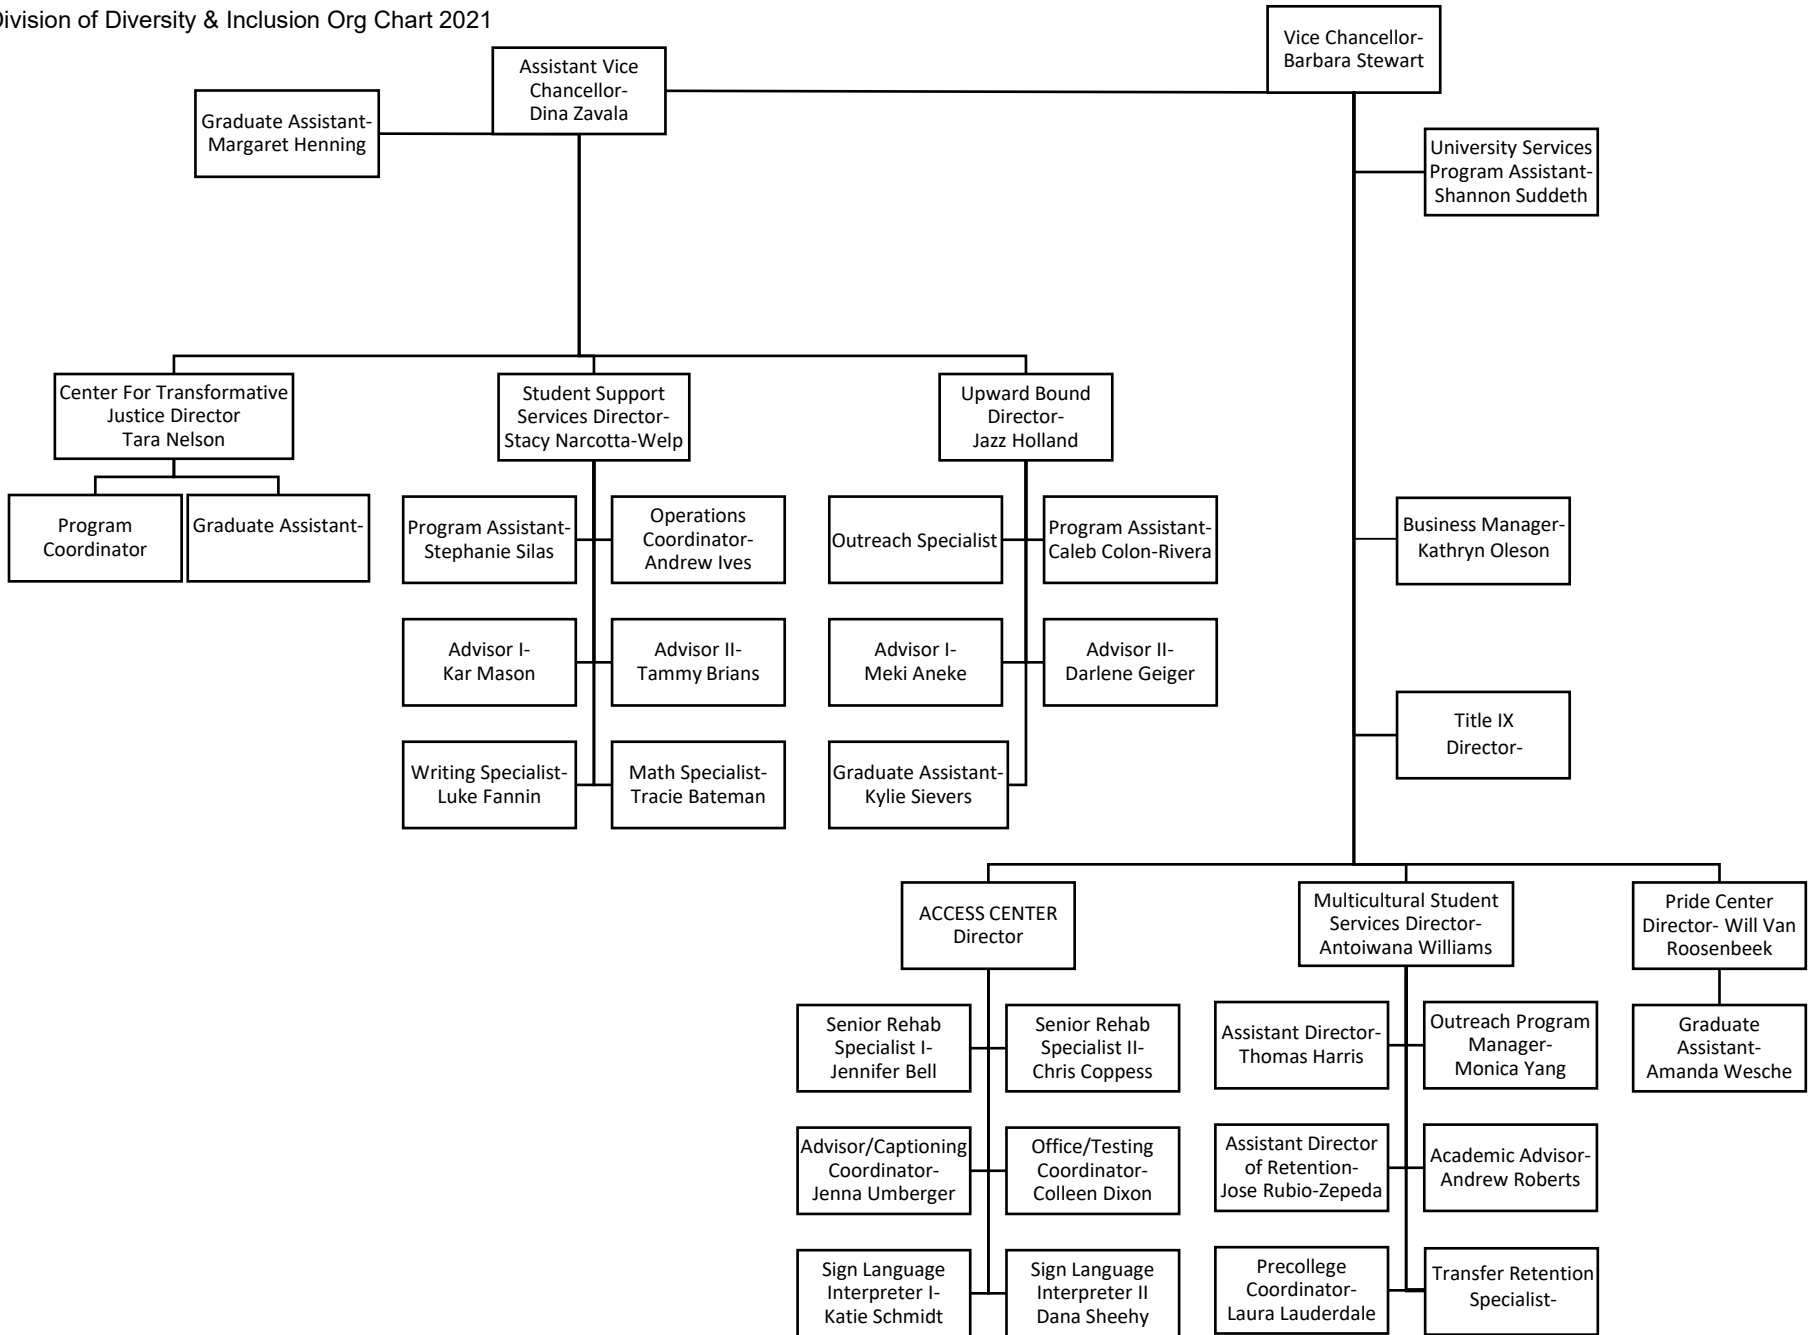 Division of Diversity & Inclusion Org Chart 2021
Vice Chancellor-
Barbara Stewart
Assistant Vice
Chancellor-
Dina Zavala
Graduate Assistant-
Margaret Henning
University Services
Program Assistant-
Shannon Suddeth
Center For Transformative
Justice Director
Tara Nelson
Student Support
Services Director-
Stacy Narcotta-Welp
Upward Bound
Director-
Jazz Holland
Program
Coordinator
Graduate Assistant-
Program Assistant-
Stephanie Silas
Operations
Coordinator-
Andrew Ives
Outreach Specialist
Program Assistant-
Caleb Colon-Rivera
Business Manager-
Kathryn Oleson
Advisor I-
Kar Mason
Advisor II-
Tammy Brians
Advisor I-
Meki Aneke
Advisor II-
Darlene Geiger
Title IX
Director-
Writing Specialist-
Luke Fannin
Math Specialist-
Tracie Bateman
Graduate Assistant-
Kylie Sievers
ACCESS CENTER
Director
Multicultural Student
Services Director-
Antoiwana Williams
Pride Center
Director- Will Van
Roosenbeek
Senior Rehab
Specialist I-
Jennifer Bell
Senior Rehab
Specialist II-
Chris Coppess
Assistant Director-
Thomas Harris
Outreach Program
Manager-
Monica Yang
Graduate
Assistant-
Amanda Wesche
Advisor/Captioning
Coordinator-
Jenna Umberger
Office/Testing
Coordinator-
Colleen Dixon
Assistant Director
of Retention-
Jose Rubio-Zepeda
Academic Advisor-
Andrew Roberts
Sign Language
Interpreter I-
Katie Schmidt
Sign Language
Interpreter II
Dana Sheehy
Precollege
Coordinator-
Laura Lauderdale
Transfer Retention
Specialist-